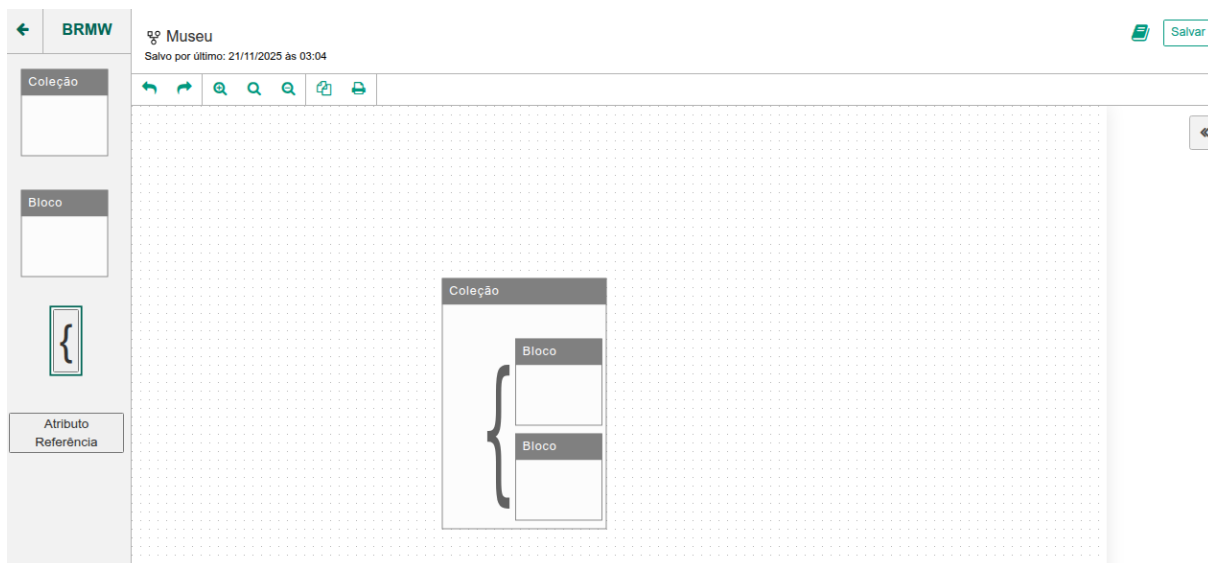 BRMW
Museu
Salvo por último: 21/11/2025 às 03:04
Salvar
Coleção
Bloco
{
Atributo
Referência
Coleção
{
Bloco
Bloco